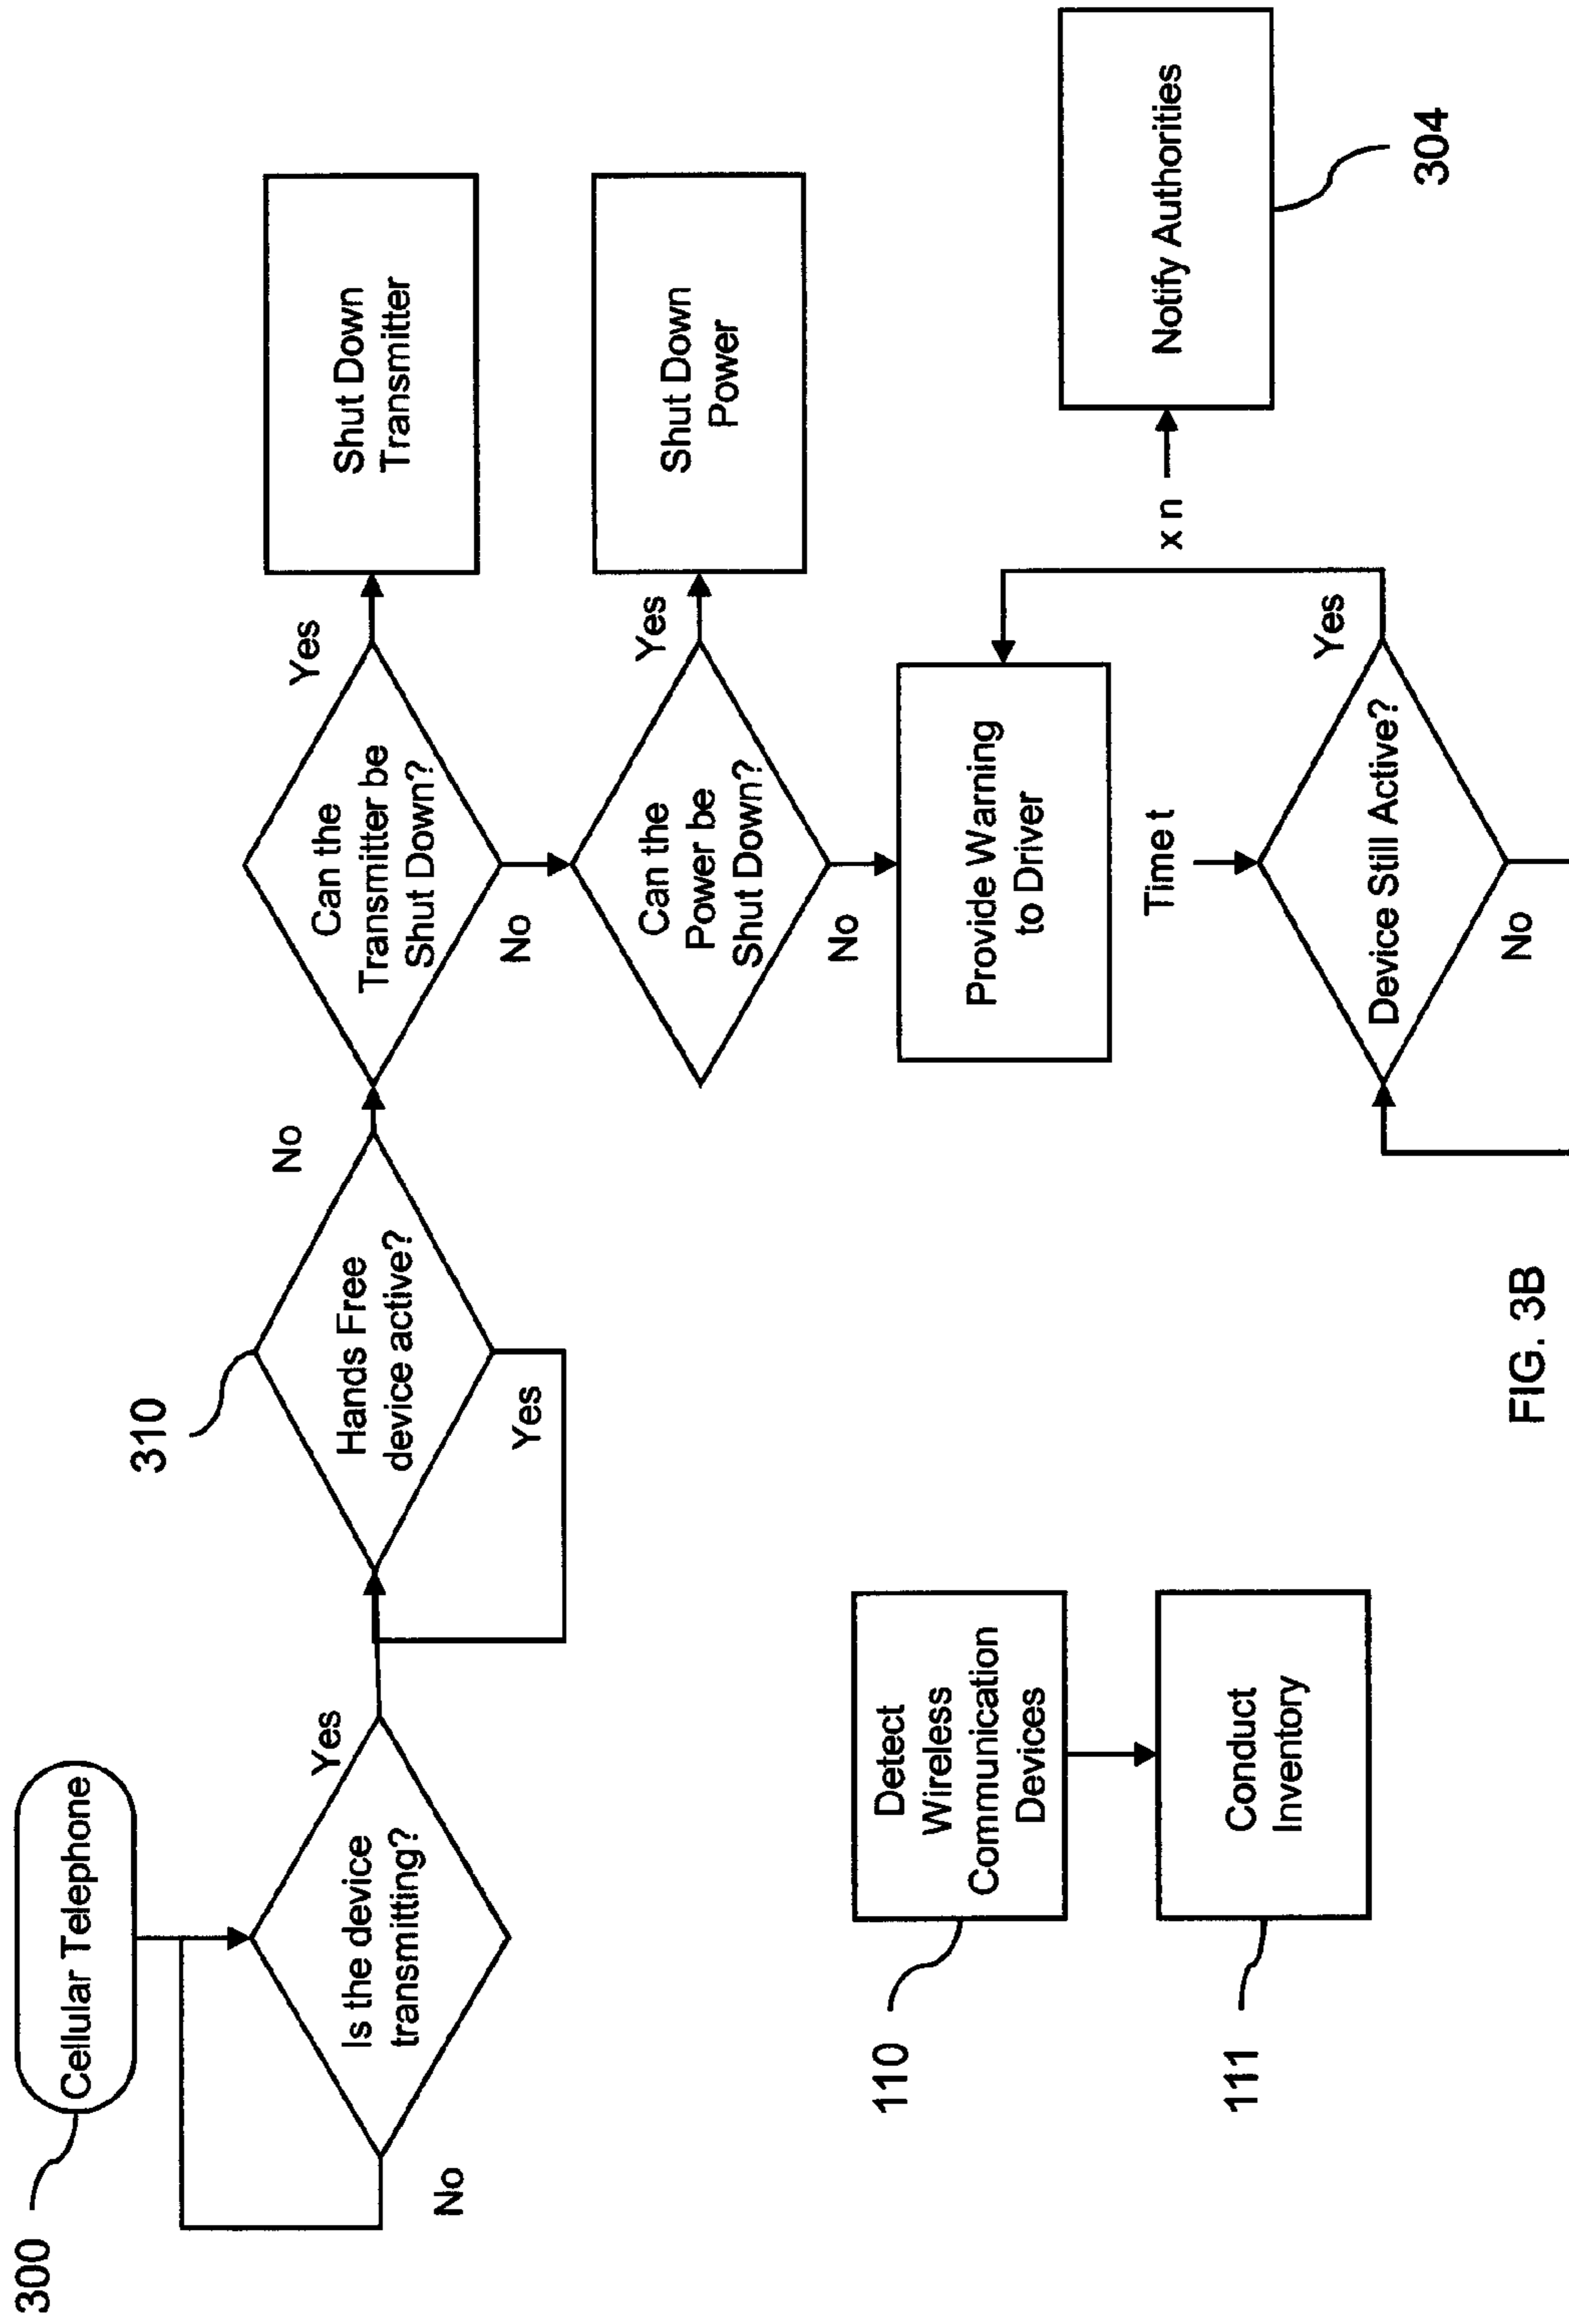 300
Cellular Telephone
Is the device
transmitting?
Yes
No
310
Hands Free
device active?
No
Yes
Can the
Transmitter be
Shut Down?
Yes
No
Shut Down
Transmitter
Can the
Power be
Shut Down?
Yes
No
Shut Down
Power
Provide Warning
to Driver
x n
Notify Authorities
304
Time t
Device Still Active?
Yes
No
110
Detect
Wireless
Communication
Devices
111
Conduct
Inventory
FIG. 3B